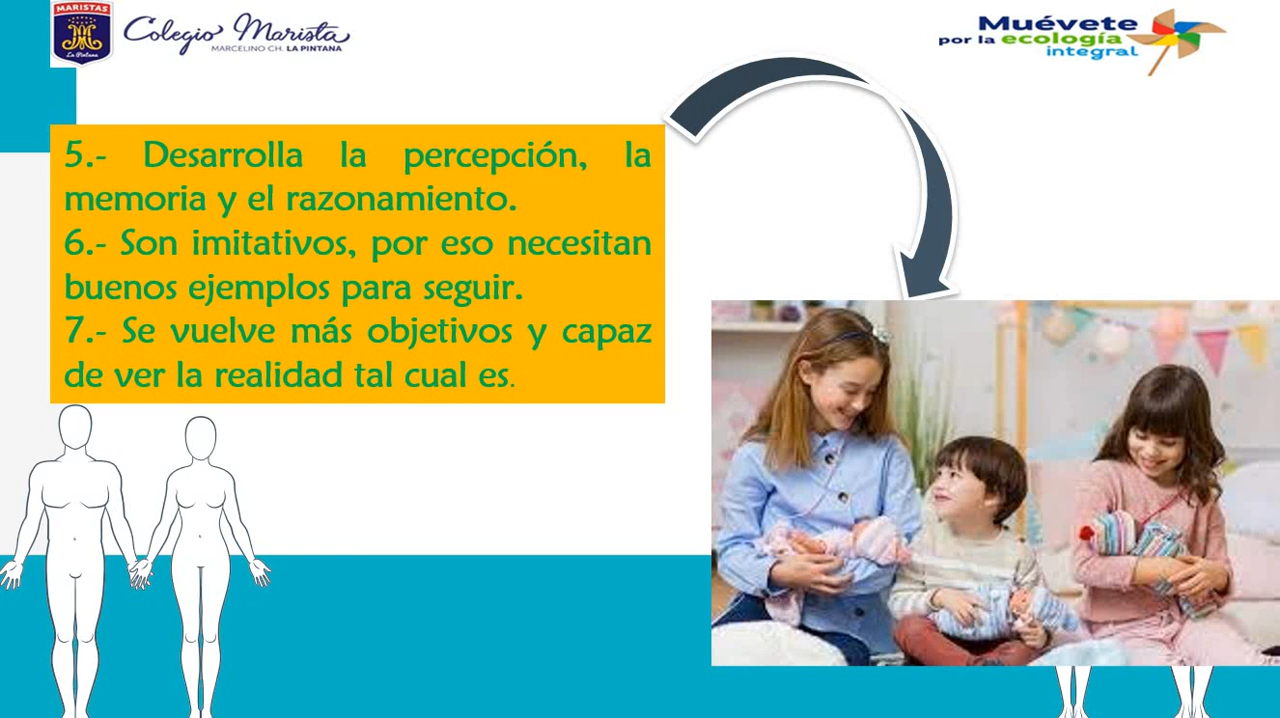 MARISTAS
La Pintana
Colegio Marista
MARCELINO CH. LA PINTANA
Muévete
por la ecología
integral
5.- Desarrolla la percepción, la
memoria y el razonamiento.
6.- Son imitativos, por eso necesitan
buenos ejemplos para seguir.
7.- Se vuelve más objetivos y capaz
de ver la realidad tal cual es.